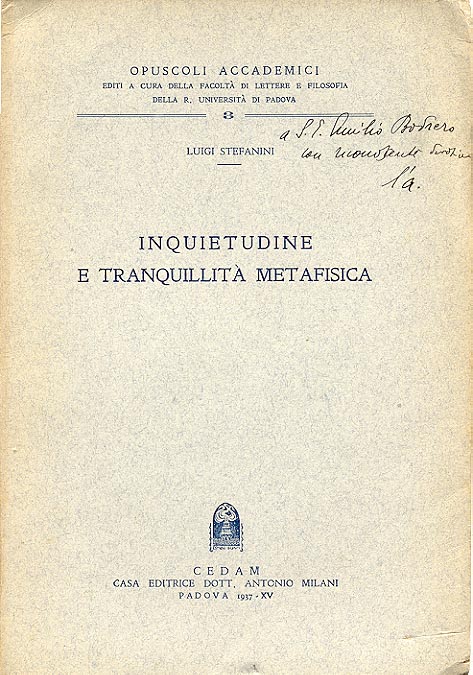 OPUSCOLI ACCADEMICI
EDITI A CURA DELLA FACOLTÀ DI LETTERE E FILOSOFIA
DELLA R. UNIVERSITÀ DI PADOVA
8
LUIGI STEFANINI
a S. E. Emilio Bodrero
con riconoscente
l'a.
INQUIETUDINE
E TRANQUILLITÀ METAFISICA
CEDAM
CASA EDITRICE DOTT. ANTONIO MILANI
PADOVA 1937 - XV